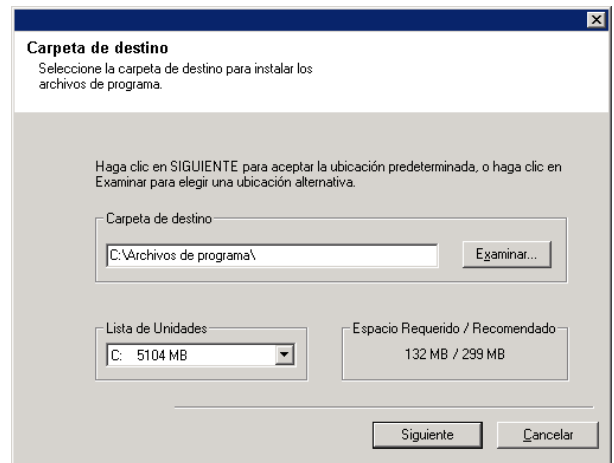 Carpeta de destino
Seleccione la carpeta de destino para instalar los
archivos de programa.
Haga clic en SIGUIENTE para aceptar la ubicación predeterminada, o haga clic en
Examinar para elegir una ubicación alternativa.
Carpeta de destino
C:\Archivos de programa\
Examinar...
Lista de Unidades
C: 5104 MB
Espacio Requerido / Recomendado
132 MB / 299 MB
Siguiente
Cancelar